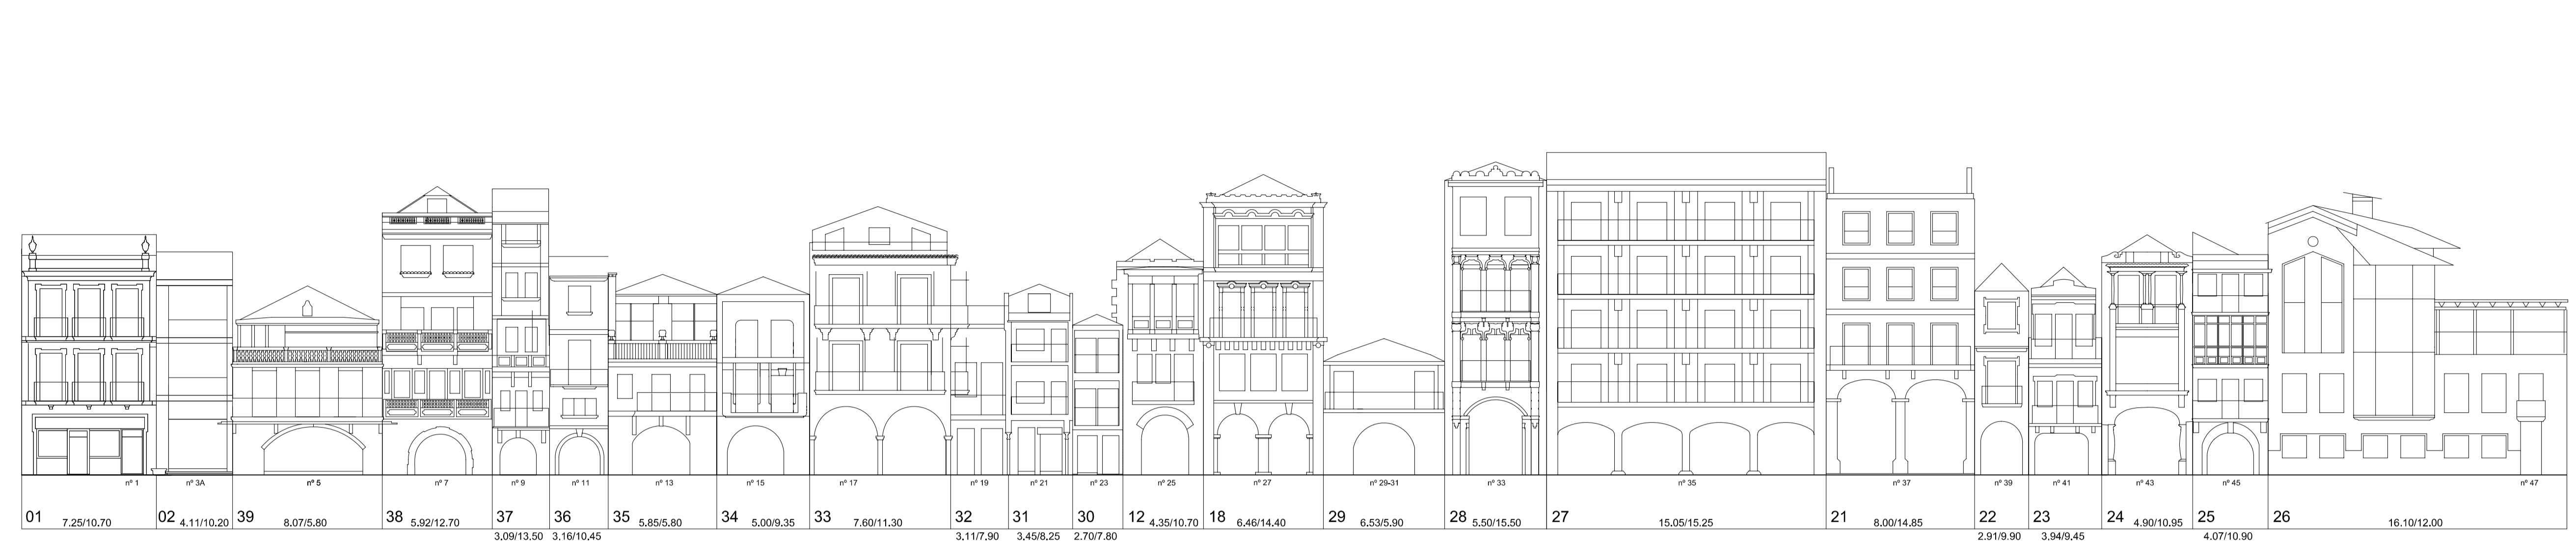 nº 1 nº 3A nº 5 nº 7 nº 9 nº 11 nº 13 nº 15 nº 17 nº 19 nº 21 nº 23 nº 25 nº 27 nº 29-31 nº 33 nº 35 nº 37 nº 39 nº 41 nº 43 nº 45 nº 47
01 7.25/10.70 02 4.11/10.20 39 8.07/5.80 38 5.92/12.70 37 36 35 5.85/5.80 34 5.00/9.35 33 7.60/11.30 32 31 30 12 4.35/10.70 18 6.46/14.40 29 6.53/5.90 28 5.50/15.50 27 15.05/15.25 21 8.00/14.85 22 23 24 4.90/10.95 25 26 16.10/12.00
3.09/13.50 3.16/10.45 3.11/7.90 3.45/8.25 2.70/7.80 2.91/9.90 3.94/9.45 4.07/10.90